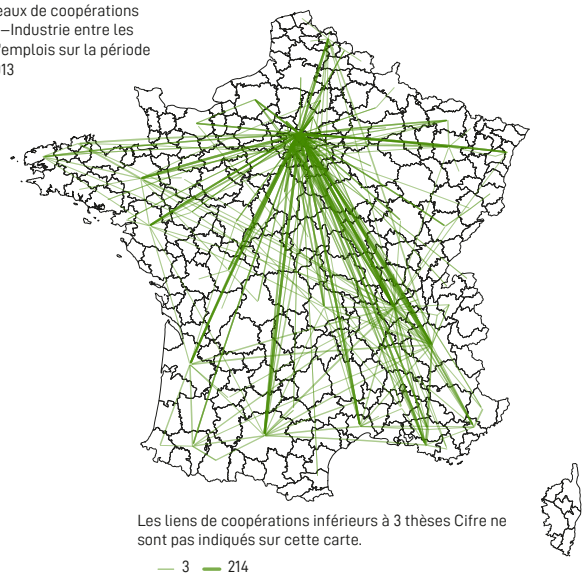 eaux de coopérations
–Industrie entre les
'emplois sur la période
13
Les liens de coopérations inférieurs à 3 thèses Cifre ne
sont pas indiqués sur cette carte.
3 214